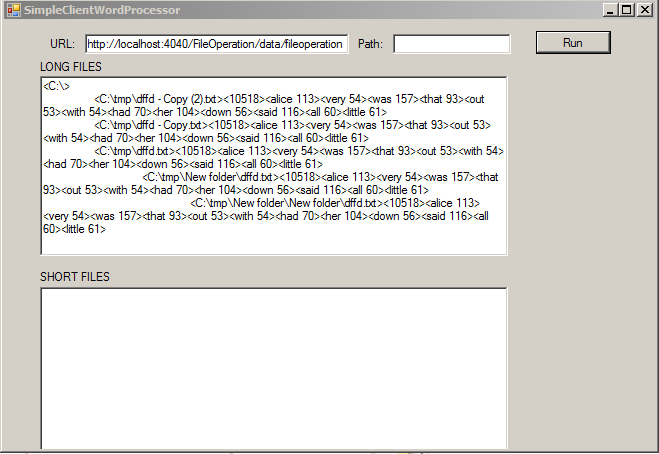 SimpleClientWordProcessor
URL: http://localhost:4040/FileOperation/data/fileoperation Path: Run
LONG FILES
<C:\>
<C:\tmp\dffd - Copy (2).txt><10518><alice 113><very 54><was 157><that 93><out
53><with 54><had 70><her 104><down 56><said 116><all 60><little 61>
<C:\tmp\dffd - Copy.txt><10518><alice 113><very 54><was 157><that 93><out 53>
<with 54><had 70><her 104><down 56><said 116><all 60><little 61>
<C:\tmp\dffd.txt><10518><alice 113><very 54><was 157><that 93><out 53><with 54>
<had 70><her 104><down 56><said 116><all 60><little 61>
<C:\tmp\New folder\dffd.txt><10518><alice 113><very 54><was 157><that
93><out 53><with 54><had 70><her 104><down 56><said 116><all 60><little 61>
<C:\tmp\New folder\New folder\dffd.txt><10518><alice 113>
<very 54><was 157><that 93><out 53><with 54><had 70><her 104><down 56><said 116><all
60><little 61>
SHORT FILES